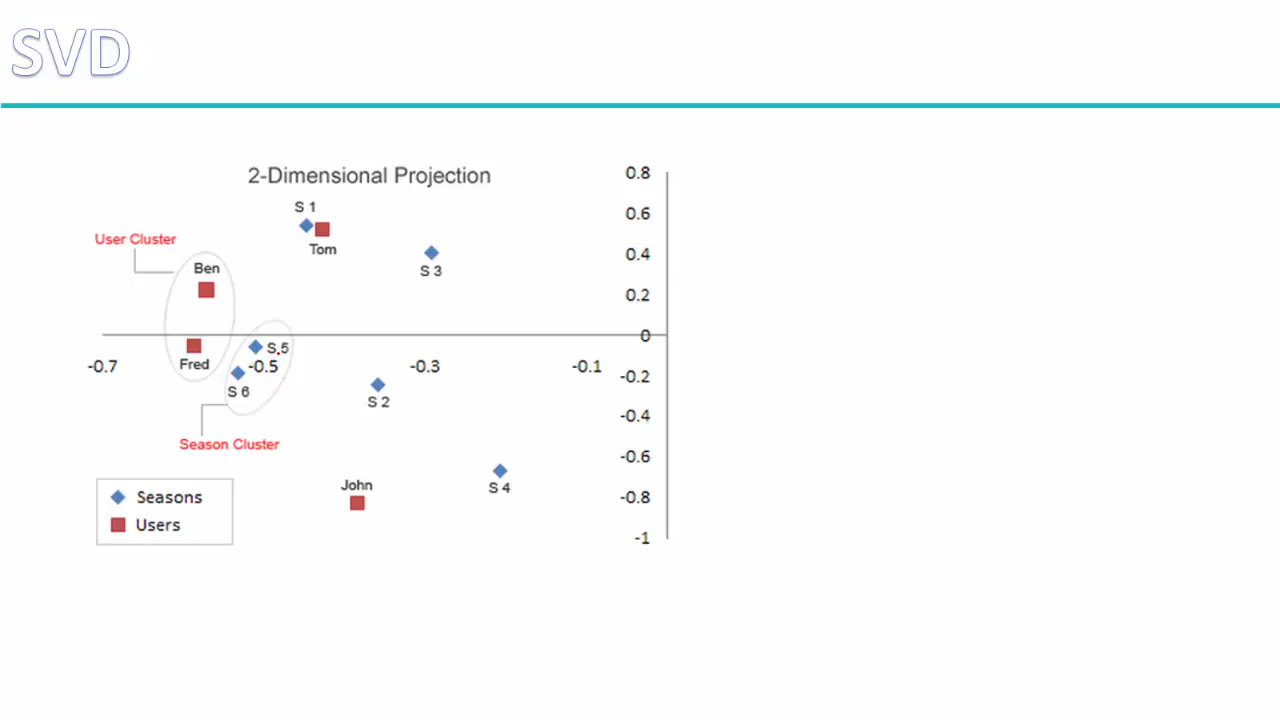 SVD
2-Dimensional Projection
0.8
S 1
0.6
User Cluster
Tom
0.4
Ben
S 3
0.2
0
S 5
Fred
-0.7
-0.5
-0.3
-0.1
-0.2
S 6
S 2
-0.4
Season Cluster
-0.6
John
S 4
Seasons
-0.8
Users
-1